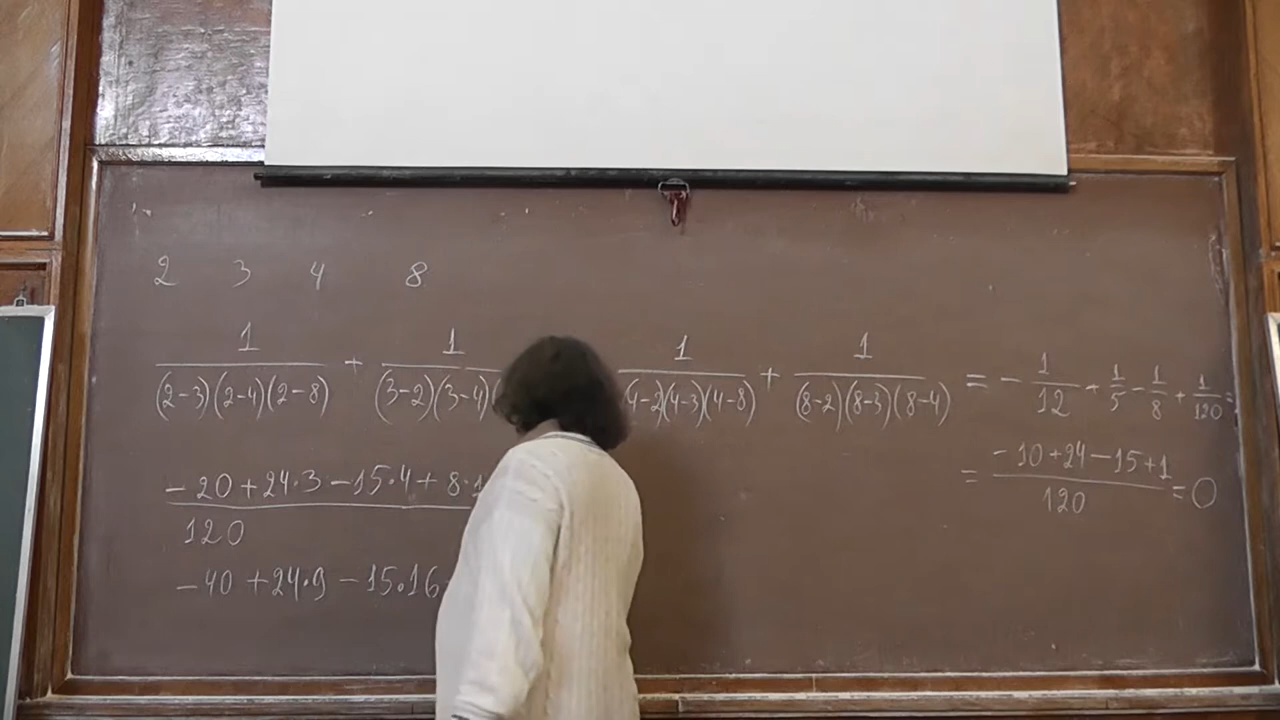 2 3 4 8
1/((2-3)(2-4)(2-8)) + 1/((3-2)(3-4) 1/((4-2)(4-3)(4-8)) + 1/((8-2)(8-3)(8-4)) = -1/12 + 1/5 - 1/8 + 1/120 =
= (-10+24-15+1)/120 = 0
(-20+24·3-15·4+8·1)/120
-40+24·9-15·16